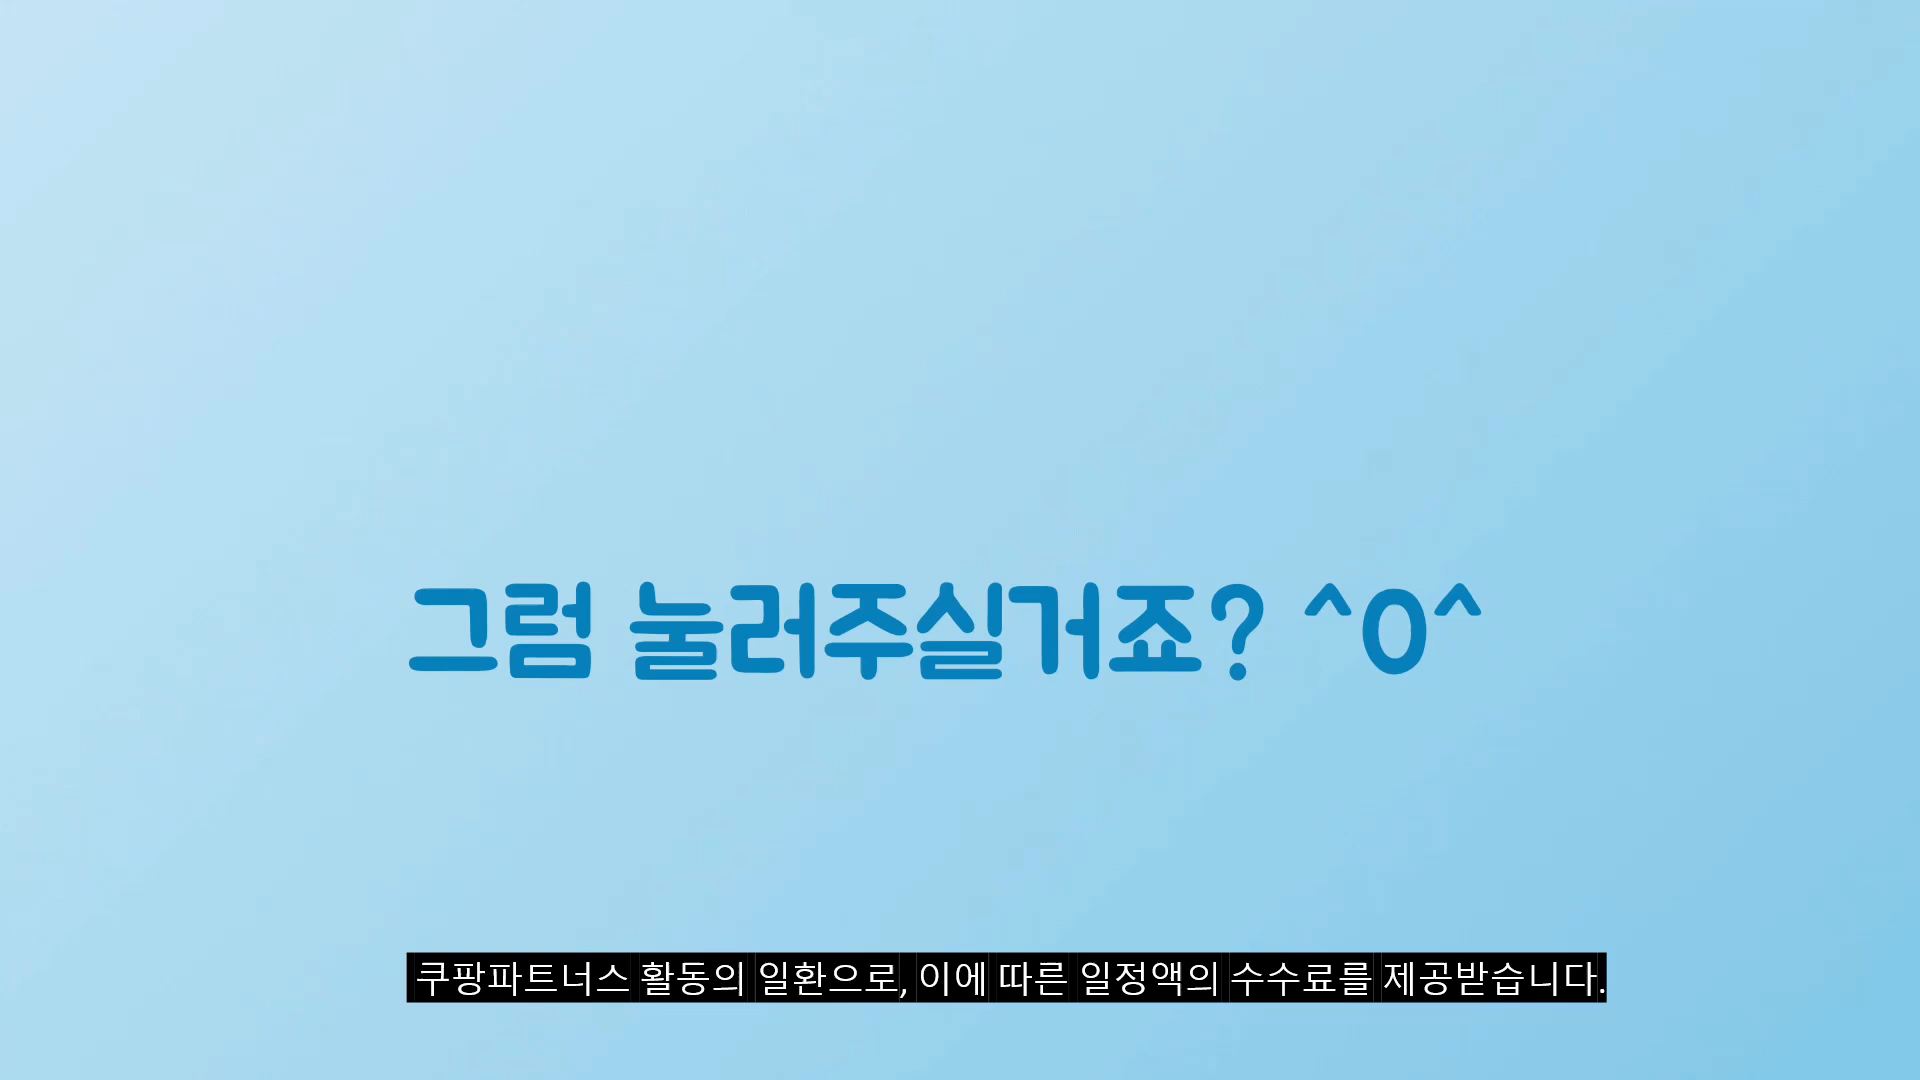 그럼 눌러주실거죠? ^0^
쿠팡파트너스 활동의 일환으로, 이에 따른 일정액의 수수료를 제공받습니다.